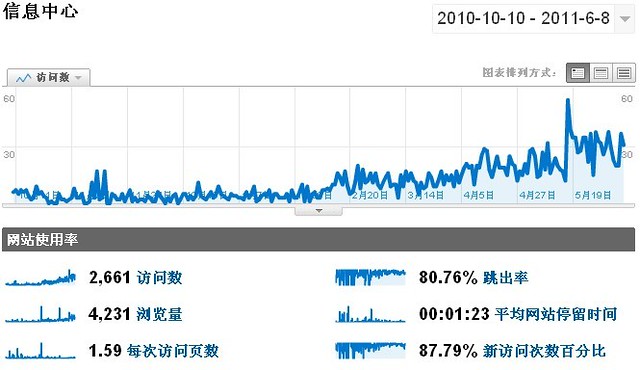 信息中心
2010-10-10 - 2011-6-8
访问数
图表排列方式：
60 60
30 30
2月20日 3月14日 4月5日 4月27日 5月19日
网站使用率
2,661 访问数 80.76% 跳出率
4,231 浏览量 00:01:23 平均网站停留时间
1.59 每次访问页数 87.79% 新访问次数百分比